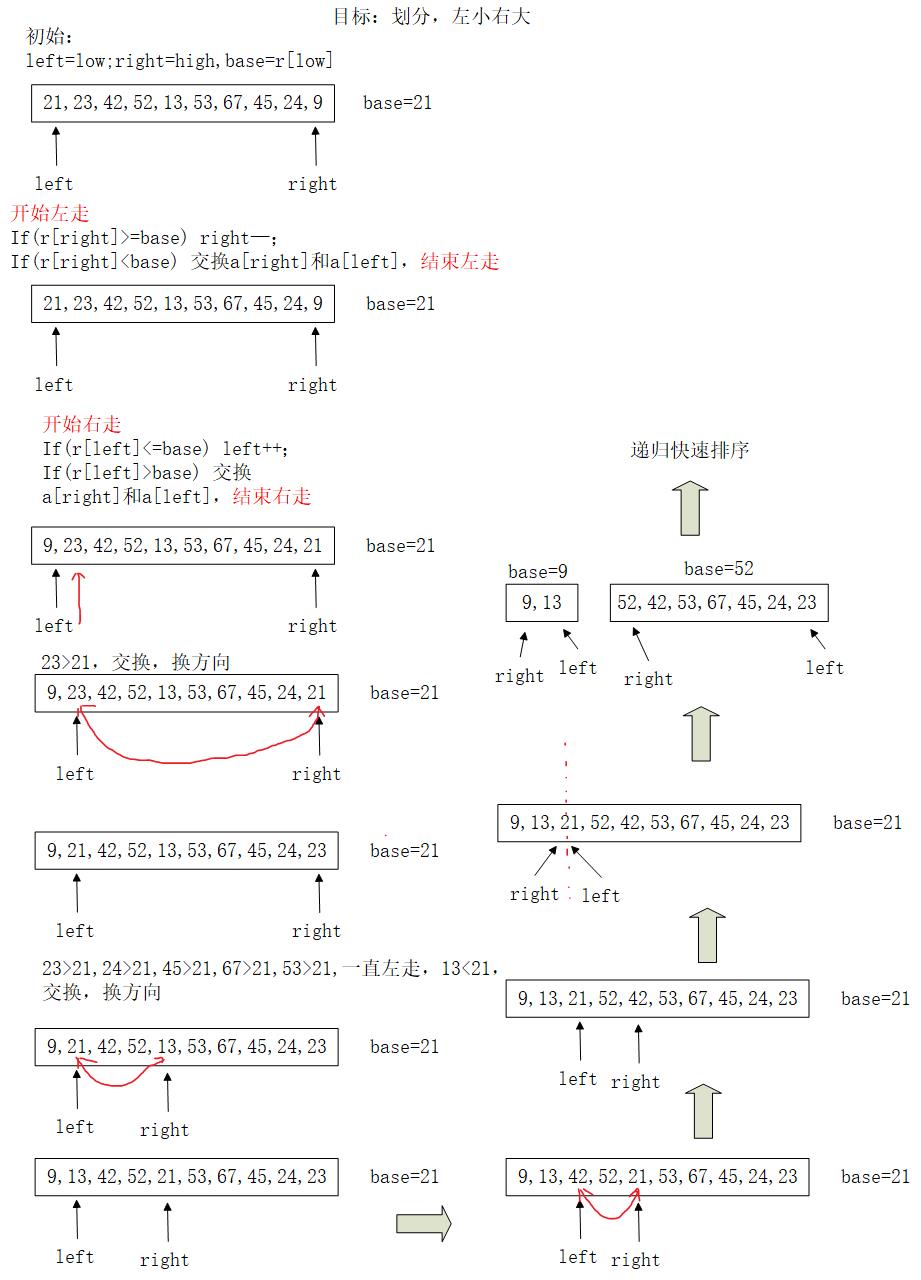 目标：划分，左小右大
初始：
left=low;right=high,base=r[low]
21,23,42,52,13,53,67,45,24,9
base=21
left
right
开始左走
If(r[right]>=base) right—;
If(r[right]<base) 交换a[right]和a[left]，结束左走
21,23,42,52,13,53,67,45,24,9
base=21
left
right
开始右走
If(r[left]<=base) left++;
If(r[left]>base) 交换
a[right]和a[left]，结束右走
9,23,42,52,13,53,67,45,24,21
base=21
left
right
23>21，交换，换方向
9,23,42,52,13,53,67,45,24,21
base=21
left
right
9,21,42,52,13,53,67,45,24,23
base=21
left
right
23>21,24>21,45>21,67>21,53>21,一直左走，13<21，
交换，换方向
9,21,42,52,13,53,67,45,24,23
base=21
left
right
9,13,42,52,21,53,67,45,24,23
base=21
left
right
9,13,42,52,21,53,67,45,24,23
base=21
left
right
9,13,21,52,42,53,67,45,24,23
base=21
left
right
9,13,21,52,42,53,67,45,24,23
base=21
right
left
base=9
9,13
right
left
base=52
52,42,53,67,45,24,23
right
left
递归快速排序